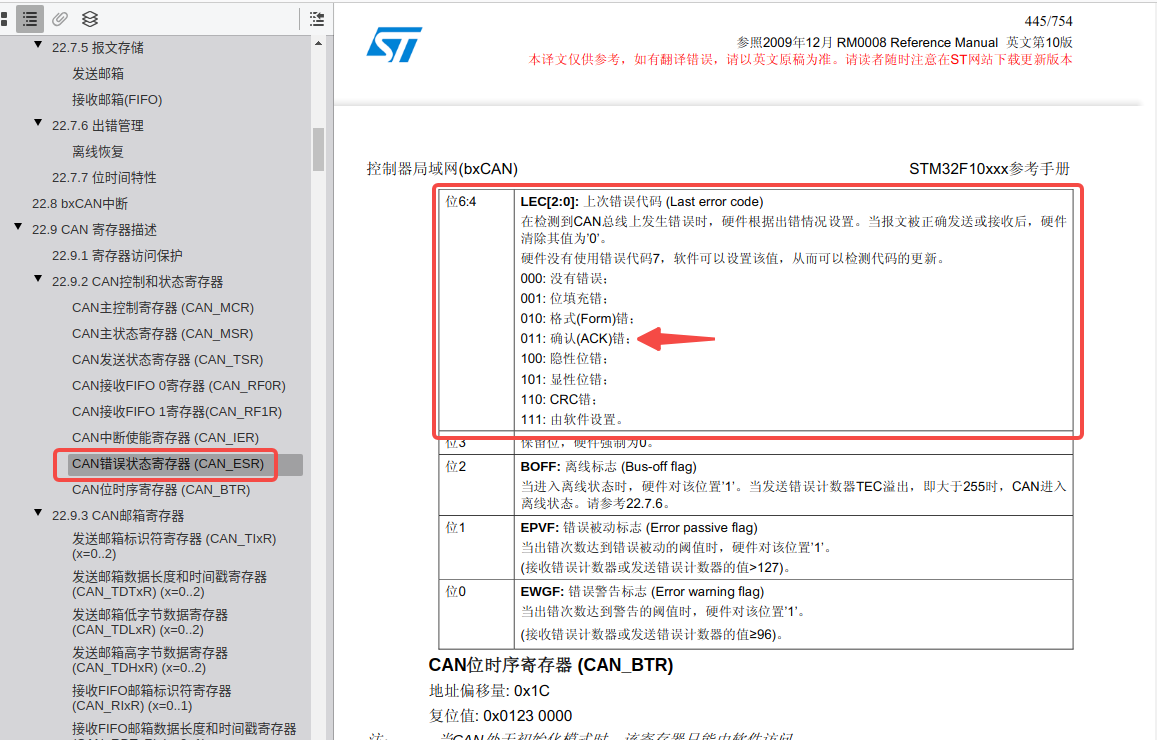 22.7.5 报文存储
发送邮箱
接收邮箱(FIFO)
22.7.6 出错管理
离线恢复
22.7.7 位时间特性
22.8 bxCAN中断
22.9 CAN 寄存器描述
22.9.1 寄存器访问保护
22.9.2 CAN控制和状态寄存器
CAN主控制寄存器 (CAN_MCR)
CAN主状态寄存器 (CAN_MSR)
CAN发送状态寄存器 (CAN_TSR)
CAN接收FIFO 0寄存器 (CAN_RF0R)
CAN接收FIFO 1寄存器(CAN_RF1R)
CAN中断使能寄存器 (CAN_IER)
CAN错误状态寄存器 (CAN_ESR)
CAN位时序寄存器 (CAN_BTR)
22.9.3 CAN邮箱寄存器
发送邮箱标识符寄存器 (CAN_TIxR)
(x=0..2)
发送邮箱数据长度和时间戳寄存器
(CAN_TDTxR) (x=0..2)
发送邮箱低字节数据寄存器
(CAN_TDLxR) (x=0..2)
发送邮箱高字节数据寄存器
(CAN_TDHxR) (x=0..2)
接收FIFO邮箱标识符寄存器
(CAN_RIxR) (x=0..1)
接收FIFO邮箱数据长度和时间戳寄存器
445/754
ST
参照2009年12月 RM0008 Reference Manual 英文第10版
本译文仅供参考，如有翻译错误，请以英文原稿为准。请读者随时注意在ST网站下载更新版本
控制器局域网(bxCAN)
STM32F10xxx参考手册
位6:4
LEC[2:0]: 上次错误代码 (Last error code)
在检测到CAN总线上发生错误时，硬件根据出错情况设置。当报文被正确发送或接收后，硬件
清除其值为'0'。
硬件没有使用错误代码7，软件可以设置该值，从而可以检测代码的更新。
000: 没有错误；
001: 位填充错；
010: 格式(Form)错；
011: 确认(ACK)错；
100: 隐性位错；
101: 显性位错；
110: CRC错；
111: 由软件设置。
位3
保留位，硬件强制为0。
位2
BOFF: 离线标志 (Bus-off flag)
当进入离线状态时，硬件对该位置'1'。当发送错误计数器TEC溢出，即大于255时，CAN进入
离线状态。请参考22.7.6。
位1
EPVF: 错误被动标志 (Error passive flag)
当出错次数达到错误被动的阈值时，硬件对该位置'1'。
(接收错误计数器或发送错误计数器的值>127)。
位0
EWGF: 错误警告标志 (Error warning flag)
当出错次数达到警告的阈值时，硬件对该位置'1'。
(接收错误计数器或发送错误计数器的值≥96)。
CAN位时序寄存器 (CAN_BTR)
地址偏移量: 0x1C
复位值: 0x0123 0000
注: 当CAN处于初始化模式时，该寄存器只能由软件访问